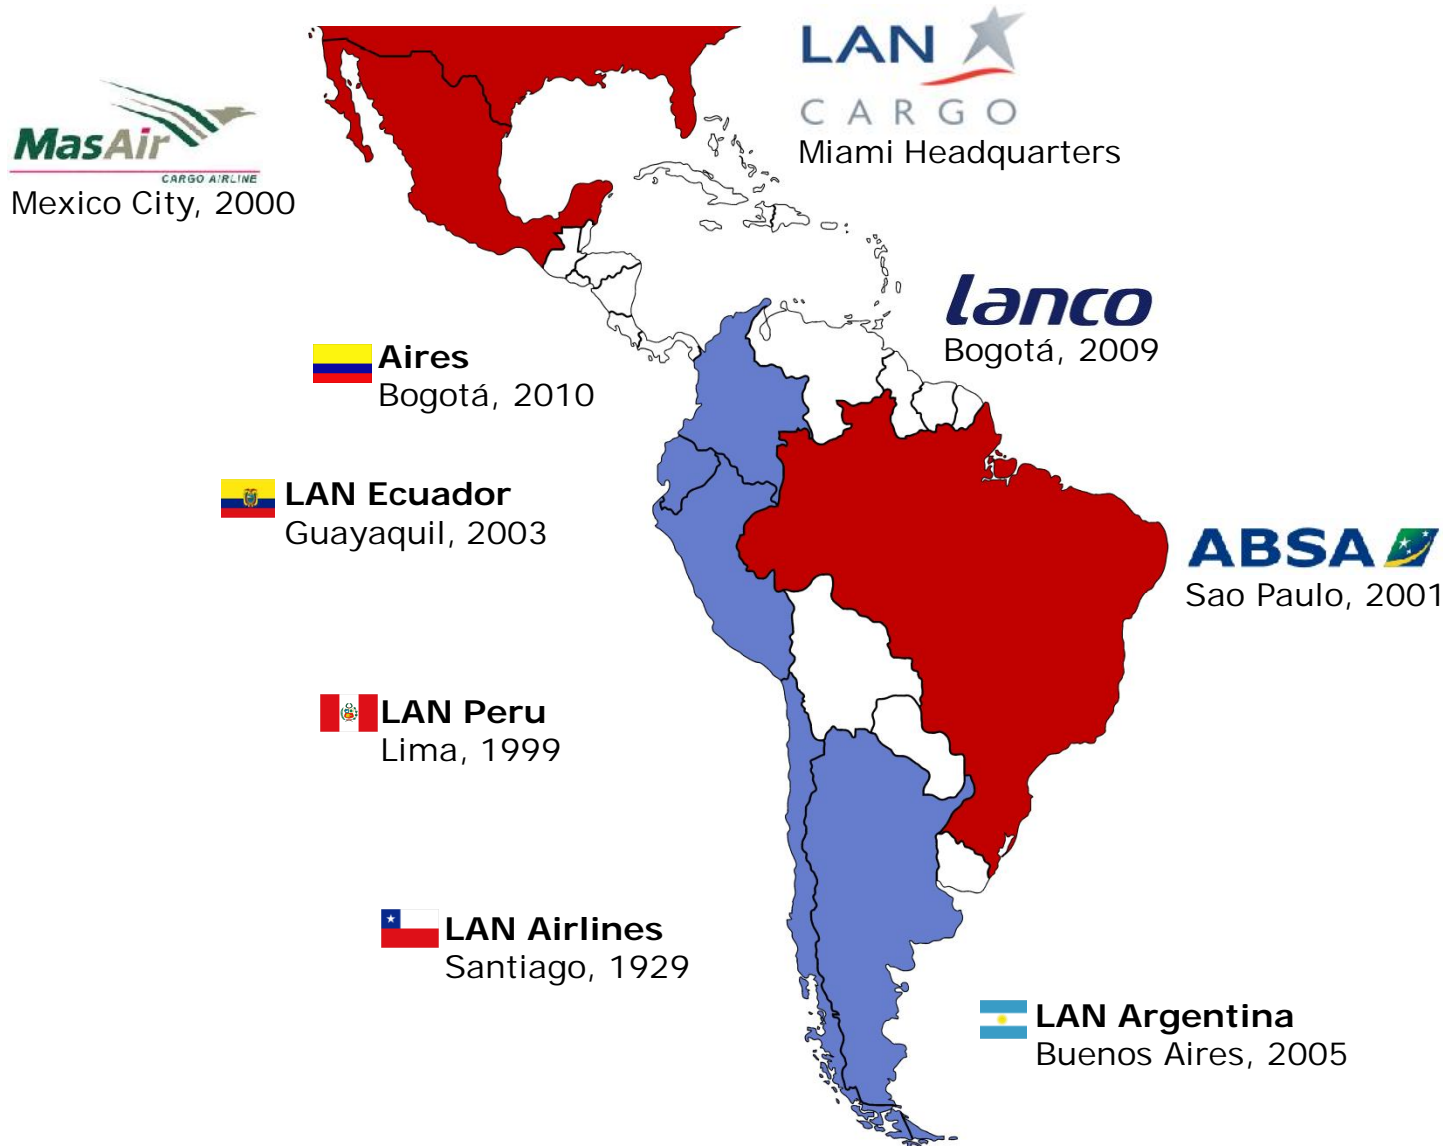 LAN
CARGO
Miami Headquarters
MasAir
CARGO AIRLINE
Mexico City, 2000
lanco
Bogotá, 2009
Aires
Bogotá, 2010
LAN Ecuador
Guayaquil, 2003
ABSA
Sao Paulo, 2001
LAN Peru
Lima, 1999
LAN Airlines
Santiago, 1929
LAN Argentina
Buenos Aires, 2005